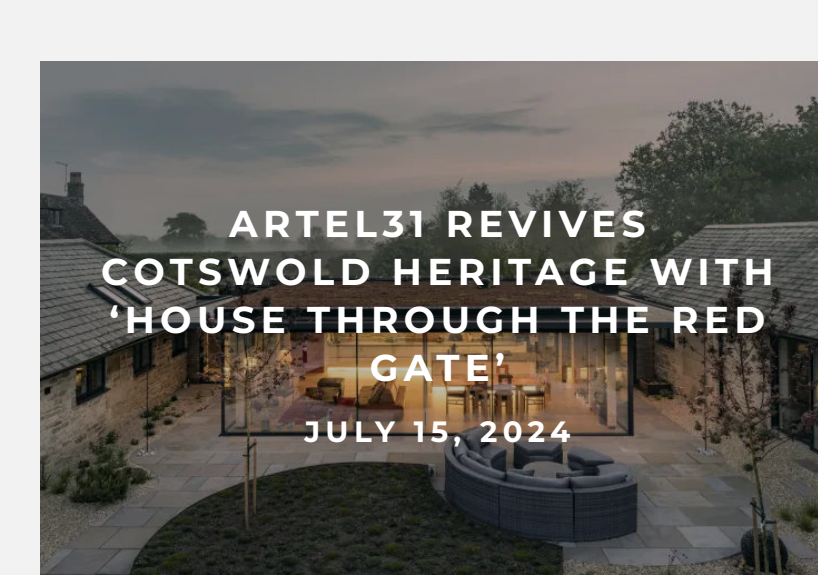 ARTEL31 REVIVES
COTSWOLD HERITAGE WITH
‘HOUSE THROUGH THE RED
GATE’
JULY 15, 2024